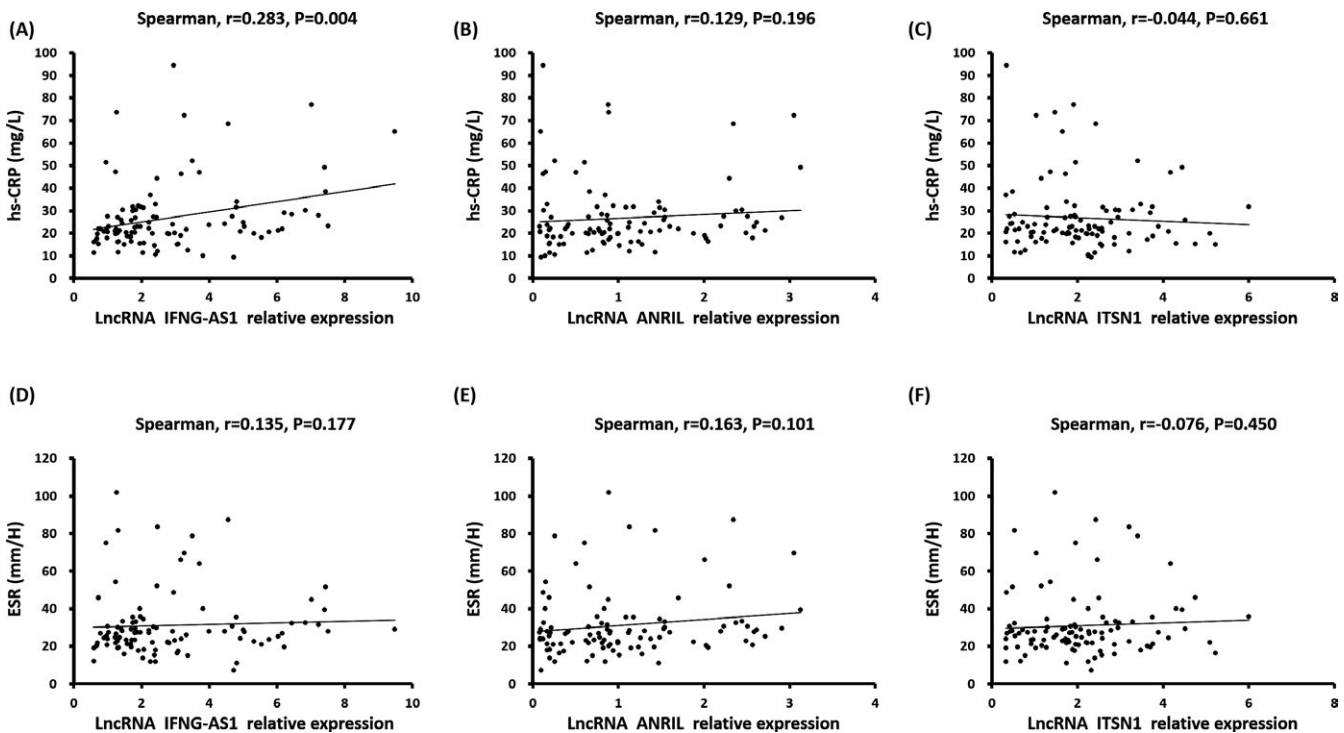 (A)
Spearman, r=0.283, P=0.004
hs-CRP (mg/L)
100
90
80
70
60
50
40
30
20
10
0
0 2 4 6 8 10
LncRNA IFNG-AS1 relative expression
(B)
Spearman, r=0.129, P=0.196
hs-CRP (mg/L)
100
90
80
70
60
50
40
30
20
10
0
0 1 2 3 4
LncRNA ANRIL relative expression
(C)
Spearman, r=-0.044, P=0.661
hs-CRP (mg/L)
100
90
80
70
60
50
40
30
20
10
0
0 2 4 6 8
LncRNA ITSN1 relative expression
(D)
Spearman, r=0.135, P=0.177
ESR (mm/H)
120
100
80
60
40
20
0
0 2 4 6 8 10
LncRNA IFNG-AS1 relative expression
(E)
Spearman, r=0.163, P=0.101
ESR (mm/H)
120
100
80
60
40
20
0
0 1 2 3 4
LncRNA ANRIL relative expression
(F)
Spearman, r=-0.076, P=0.450
ESR (mm/H)
120
100
80
60
40
20
0
0 2 4 6 8
LncRNA ITSN1 relative expression